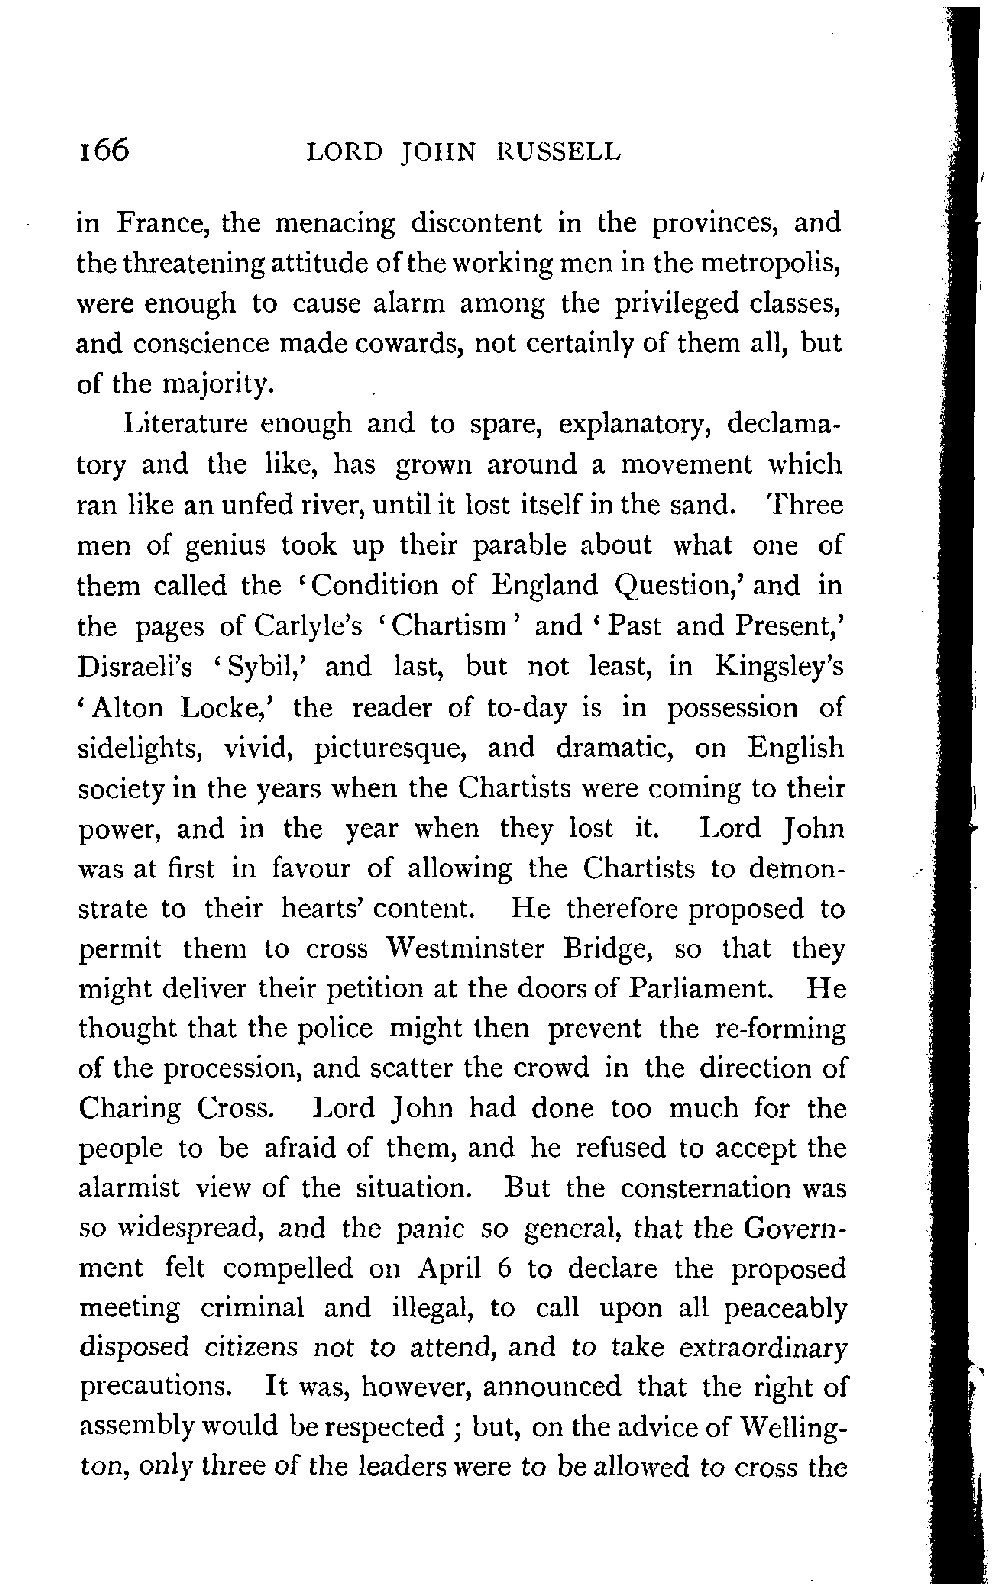 166 LORD JOHN RUSSELL
in France, the menacing discontent in the provinces, and
the threatening attitude of the working men in the metropolis,
were enough to cause alarm among the privileged classes,
and conscience made cowards, not certainly of them all, but
of the majority.
Literature enough and to spare, explanatory, declama-
tory and the like, has grown around a movement which
ran like an unfed river, until it lost itself in the sand. Three
men of genius took up their parable about what one of
them called the ‘Condition of England Question,’ and in
the pages of Carlyle’s ‘Chartism’ and ‘Past and Present,’
Disraeli’s ‘Sybil,’ and last, but not least, in Kingsley’s
‘Alton Locke,’ the reader of to-day is in possession of
sidelights, vivid, picturesque, and dramatic, on English
society in the years when the Chartists were coming to their
power, and in the year when they lost it. Lord John
was at first in favour of allowing the Chartists to demon-
strate to their hearts’ content. He therefore proposed to
permit them to cross Westminster Bridge, so that they
might deliver their petition at the doors of Parliament. He
thought that the police might then prevent the re-forming
of the procession, and scatter the crowd in the direction of
Charing Cross. Lord John had done too much for the
people to be afraid of them, and he refused to accept the
alarmist view of the situation. But the consternation was
so widespread, and the panic so general, that the Govern-
ment felt compelled on April 6 to declare the proposed
meeting criminal and illegal, to call upon all peaceably
disposed citizens not to attend, and to take extraordinary
precautions. It was, however, announced that the right of
assembly would be respected ; but, on the advice of Welling-
ton, only three of the leaders were to be allowed to cross the